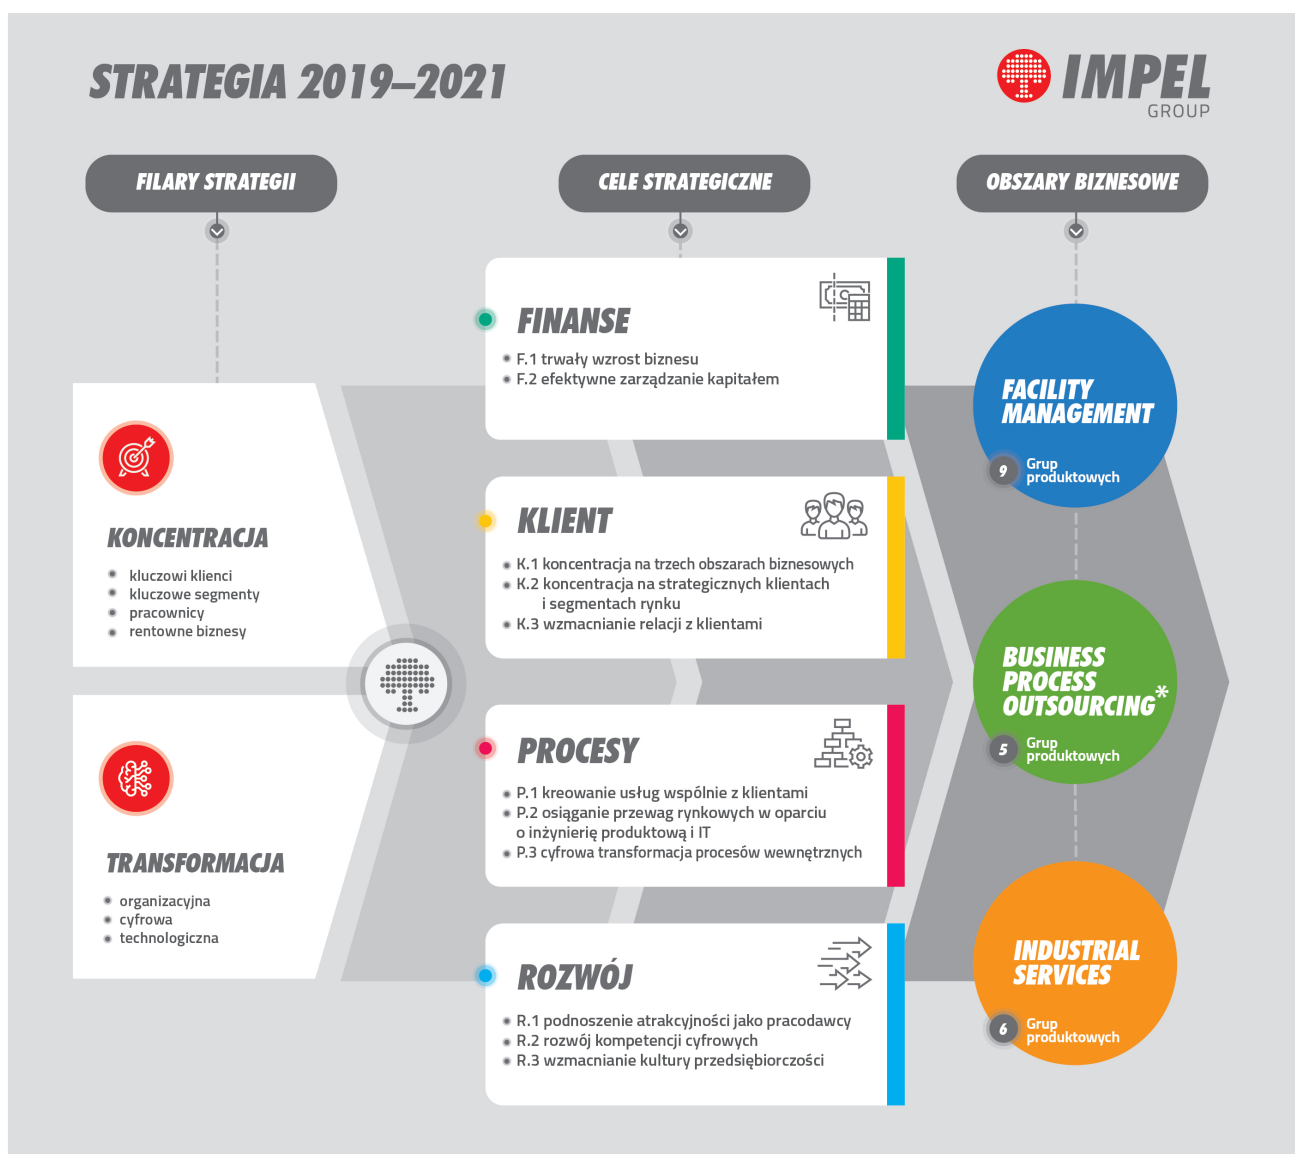 STRATEGIA 2019–2021
IMPEL
GROUP
FILARY STRATEGII
CELE STRATEGICZNE
OBSZARY BIZNESOWE
KONCENTRACJA
kluczowi klienci
kluczowe segmenty
pracownicy
rentowne biznesy
TRANSFORMACJA
organizacyjna
cyfrowa
technologiczna
FINANSE
F.1 trwały wzrost biznesu
F.2 efektywne zarządzanie kapitałem
KLIENT
K.1 koncentracja na trzech obszarach biznesowych
K.2 koncentracja na strategicznych klientach
i segmentach rynku
K.3 wzmacnianie relacji z klientami
PROCESY
P.1 kreowanie usług wspólnie z klientami
P.2 osiąganie przewag rynkowych w oparciu
o inżynierię produktową i IT
P.3 cyfrowa transformacja procesów wewnętrznych
ROZWÓJ
R.1 podnoszenie atrakcyjności jako pracodawcy
R.2 rozwój kompetencji cyfrowych
R.3 wzmacnianie kultury przedsiębiorczości
FACILITY
MANAGEMENT
9 Grup
produktowych
BUSINESS
PROCESS
OUTSOURCING*
5 Grup
produktowych
INDUSTRIAL
SERVICES
6 Grup
produktowych